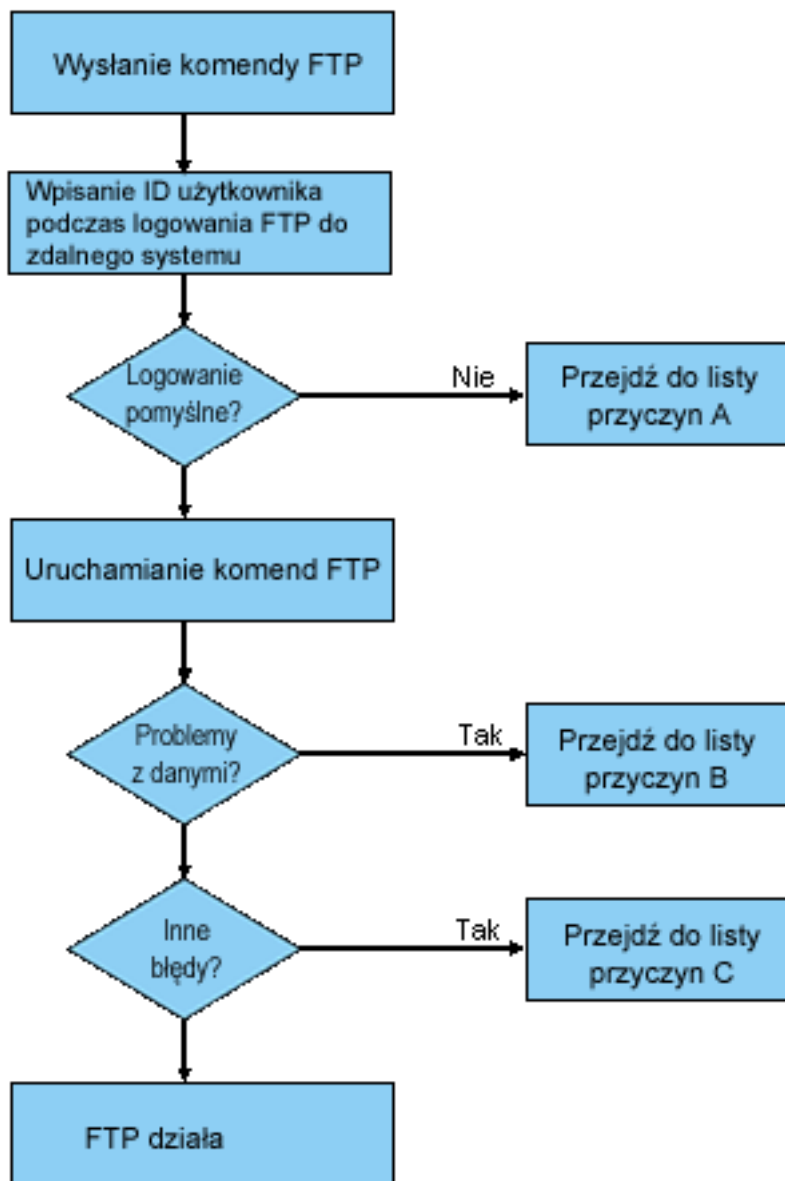 Wysłanie komendy FTP
Wpisanie ID użytkownika
podczas logowania FTP do
zdalnego systemu
Logowanie
pomyślne?
Nie
Przejdź do listy
przyczyn A
Uruchamianie komend FTP
Problemy
z danymi?
Tak
Przejdź do listy
przyczyn B
Inne
błędy?
Tak
Przejdź do listy
przyczyn C
FTP działa